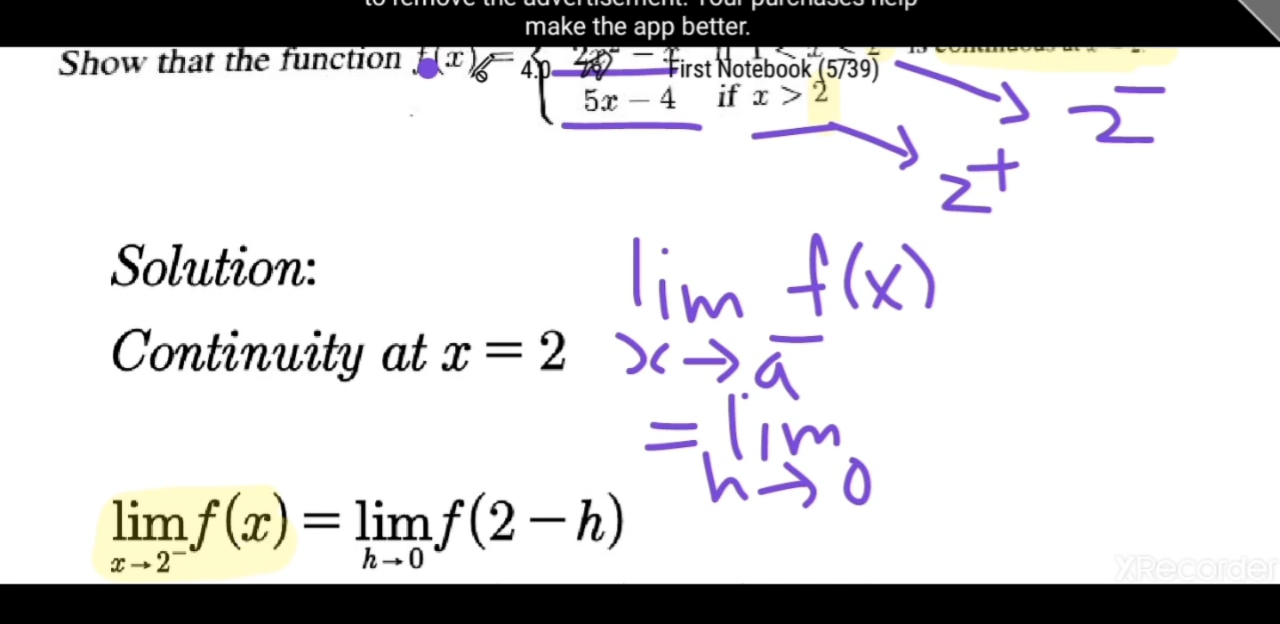 make the app better.
Show that the function f(x) =
First Notebook (5/39)
5x – 4 if x > 2
2⁻
2⁺
Solution:
lim f(x)
x → a⁻
Continuity at x = 2
= lim
h → 0
lim f(x) = lim f(2 – h)
x → 2⁻ h → 0
XRecorder